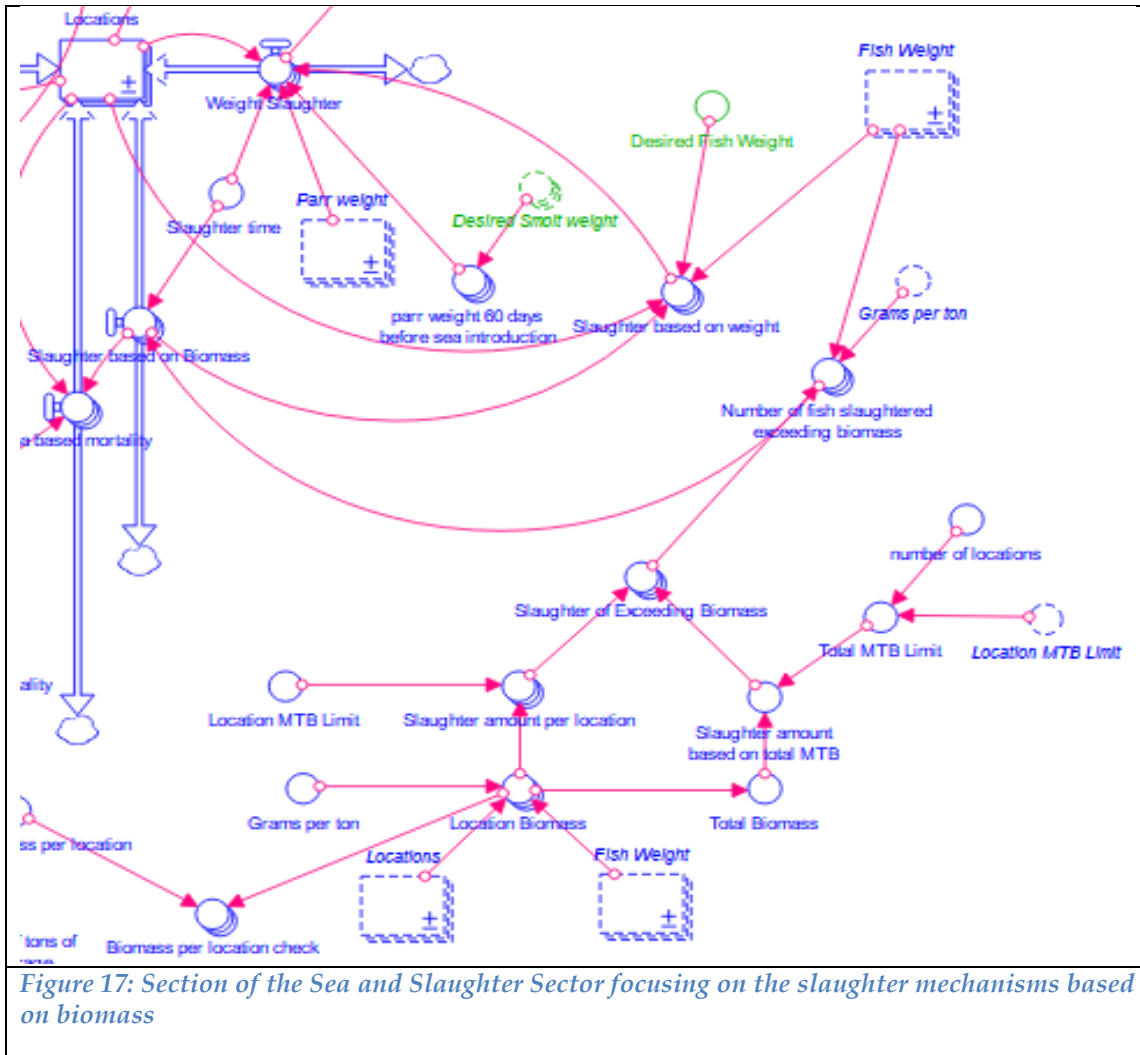 Locations
Fish Weight
Weight Slaughter
Desired Fish Weight
Parr weight
Desired Smolt weight
Slaughter time
parr weight 60 days
before sea introduction
Slaughter based on weight
Grams per ton
Slaughter based on Biomass
Number of fish slaughtered
exceeding biomass
a based mortality
number of locations
Slaughter of Exceeding Biomass
Total MTB Limit
Location MTB Limit
ality
Location MTB Limit
Slaughter amount per location
Slaughter amount
based on total MTB
Grams per ton
Location Biomass
Total Biomass
ss per location
Locations
Fish Weight
tons of
Biomass per location check
Figure 17: Section of the Sea and Slaughter Sector focusing on the slaughter mechanisms based
on biomass